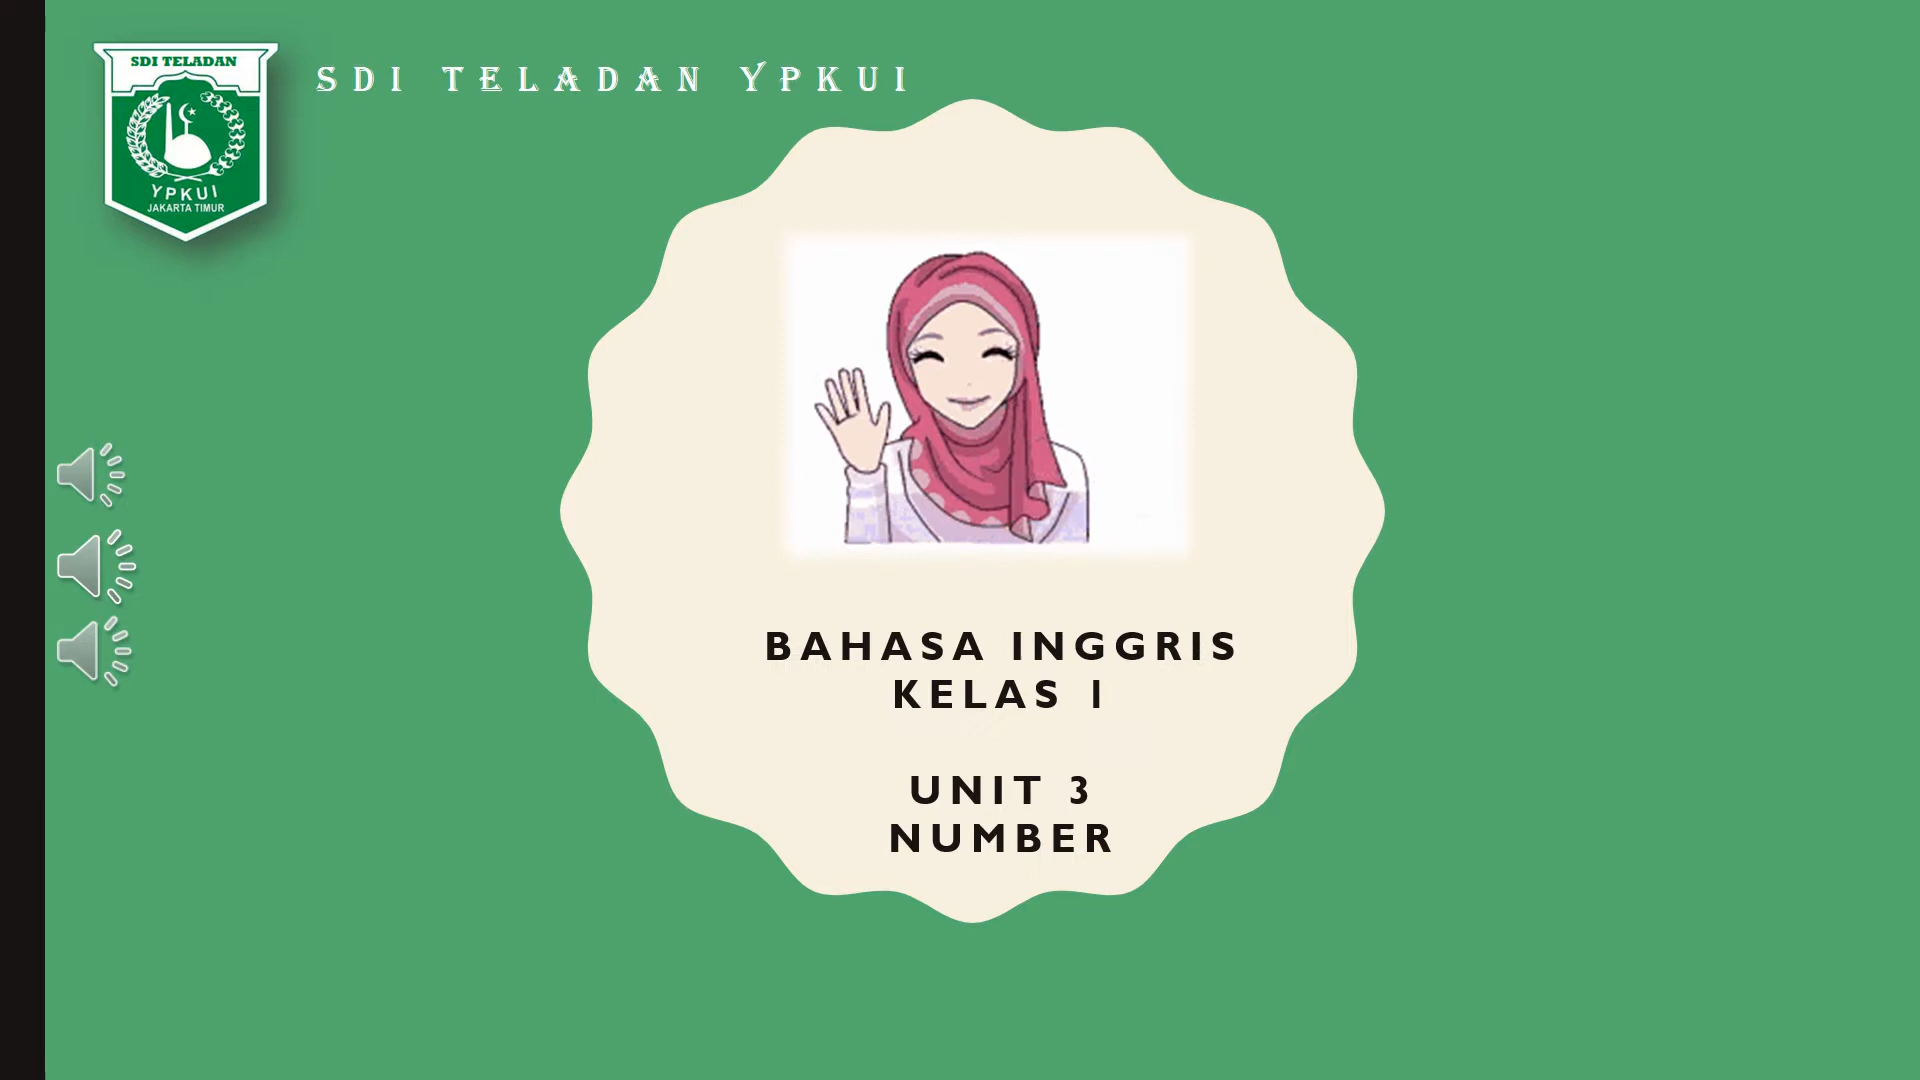 SDI TELADAN
YPKUI
JAKARTA TIMUR
SDI TELADAN YPKUI
BAHASA INGGRIS
KELAS I
UNIT 3
NUMBER